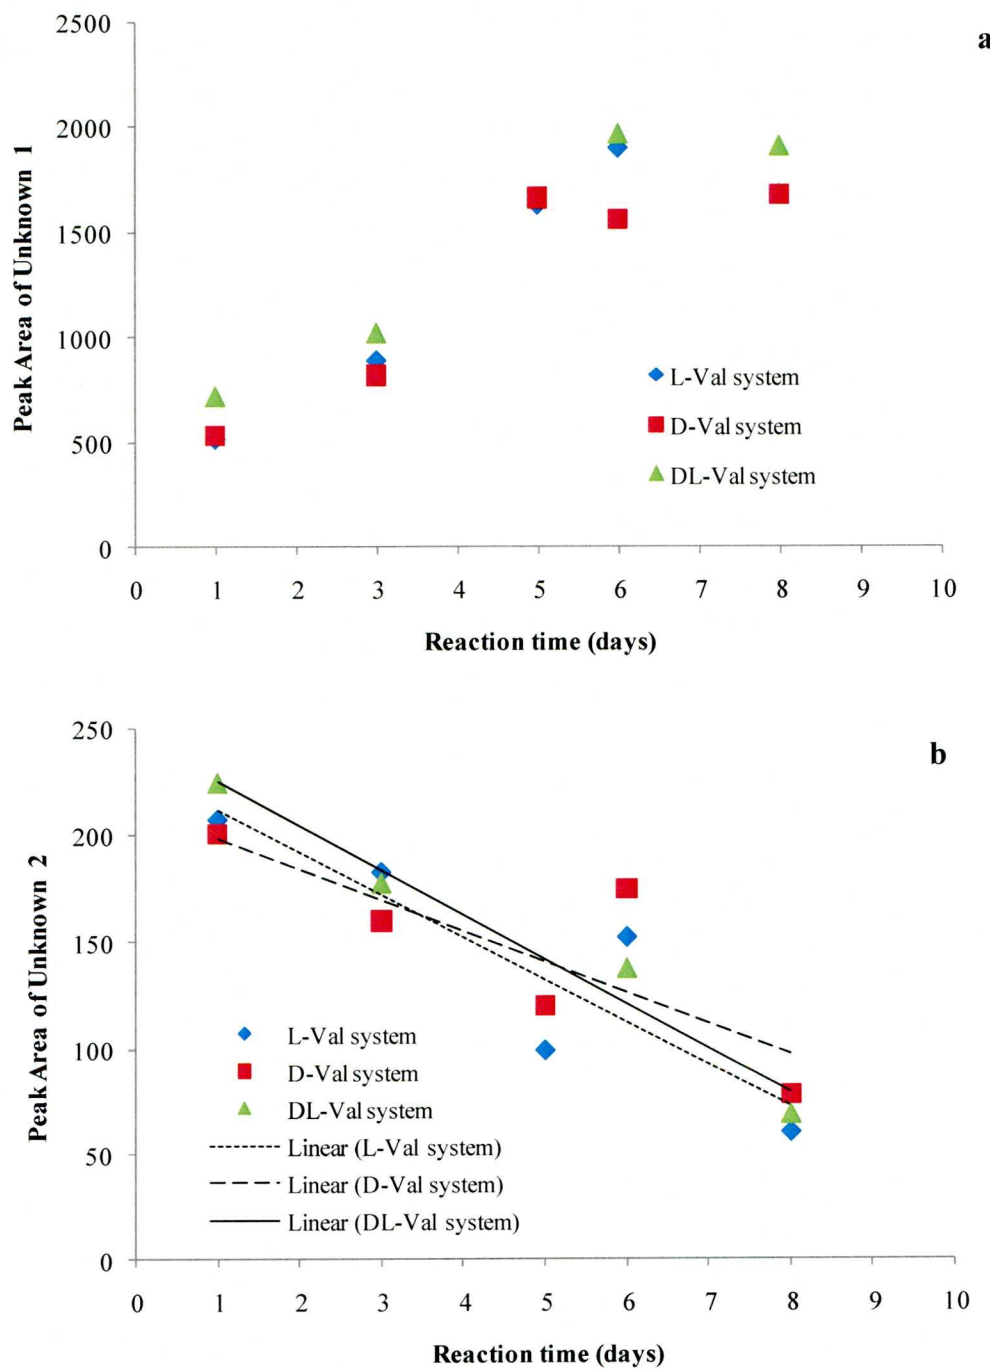 a
2500
2000
1500
1000
500
0
Peak Area of Unknown 1
L-Val system
D-Val system
DL-Val system
0 1 2 3 4 5 6 7 8 9 10
Reaction time (days)
b
250
200
150
100
50
0
Peak Area of Unknown 2
L-Val system
D-Val system
DL-Val system
Linear (L-Val system)
Linear (D-Val system)
Linear (DL-Val system)
0 1 2 3 4 5 6 7 8 9 10
Reaction time (days)